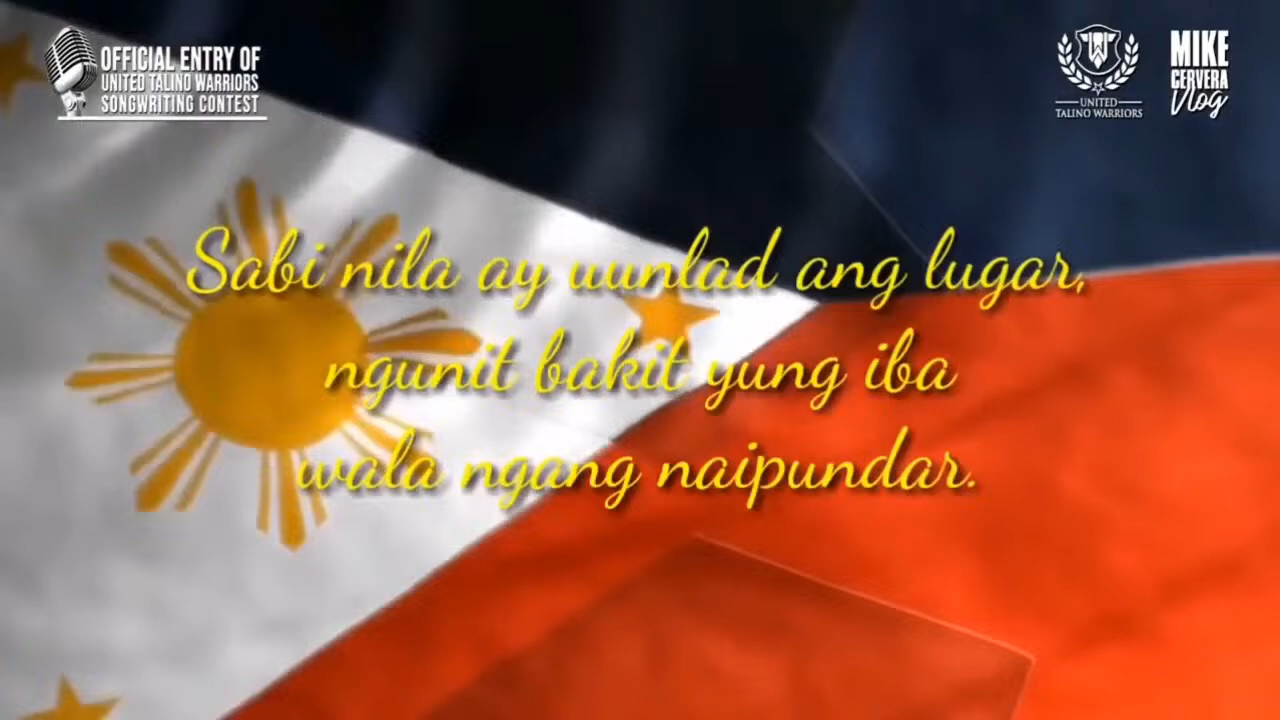 OFFICIAL ENTRY OF
UNITED TALINO WARRIORS
SONGWRITING CONTEST
UNITED
TALINO WARRIORS
MIKE
CERVERA
Vlog
Sabi nila ay uunlad ang lugar,
ngunit bakit yung iba
wala ngang naipundar.